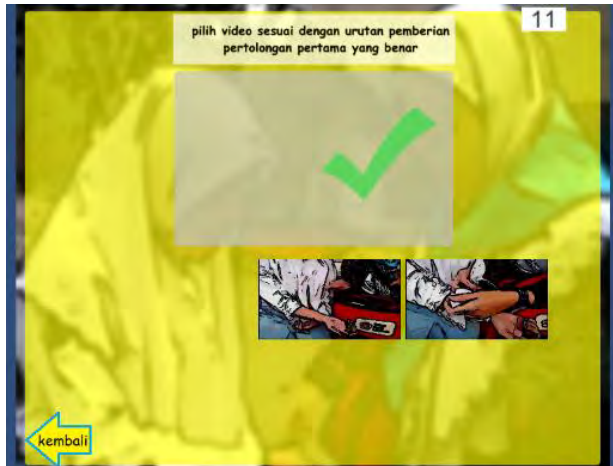 11
pilih video sesuai dengan urutan pemberian
pertolongan pertama yang benar
kembali